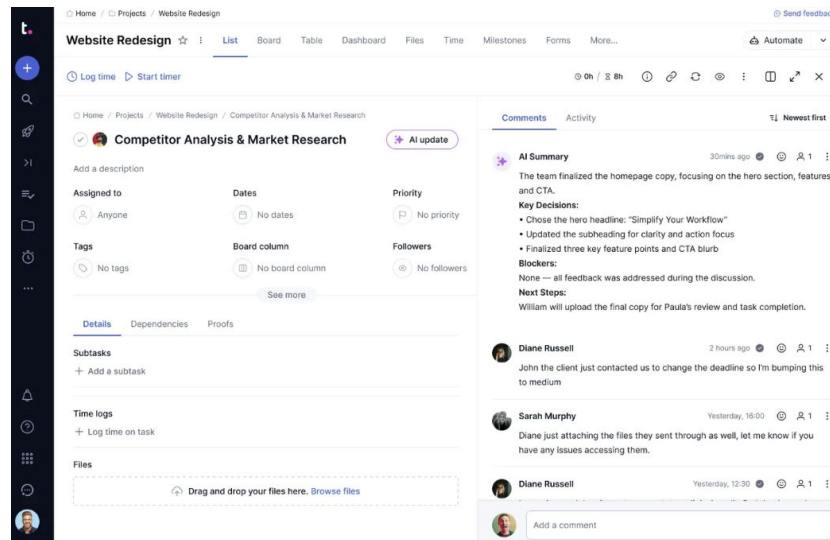 t.
Home / Projects / Website Redesign
Send feedbac
Website Redesign
List Board Table Dashboard Files Time Milestones Forms More...
Automate
Log time Start timer
0h / 8h
Home / Projects / Website Redesign / Competitor Analysis & Market Research
Competitor Analysis & Market Research
AI update
Add a description
Assigned to Dates Priority
Anyone No dates No priority
Tags Board column Followers
No tags No board column No followers
See more
Details Dependencies Proofs
Subtasks
+ Add a subtask
Time logs
+ Log time on task
Files
Drag and drop your files here. Browse files
Comments Activity
Newest first
AI Summary 30mins ago 1
The team finalized the homepage copy, focusing on the hero section, features
and CTA.
Key Decisions:
• Chose the hero headline: "Simplify Your Workflow"
• Updated the subheading for clarity and action focus
• Finalized three key feature points and CTA blurb
Blockers:
None — all feedback was addressed during the discussion.
Next Steps:
William will upload the final copy for Paula's review and task completion.
Diane Russell 2 hours ago 1
John the client just contacted us to change the deadline so I'm bumping this
to medium
Sarah Murphy Yesterday, 16:00 1
Diane just attaching the files they sent through as well, let me know if you
have any issues accessing them.
Diane Russell Yesterday, 12:30 1
Add a comment